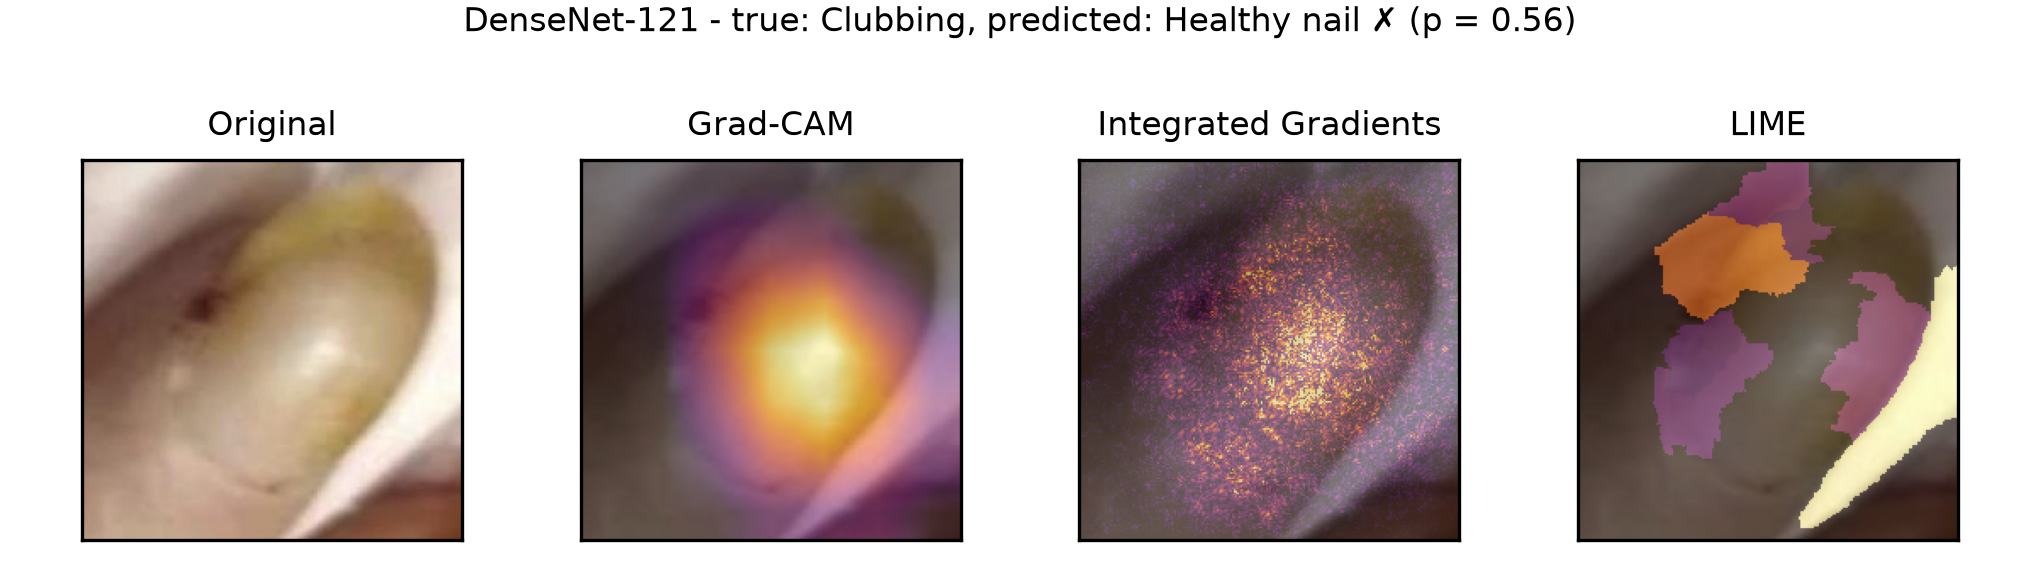 DenseNet-121 - true: Clubbing, predicted: Healthy nail ✗ (p = 0.56)
Original
Grad-CAM
Integrated Gradients
LIME